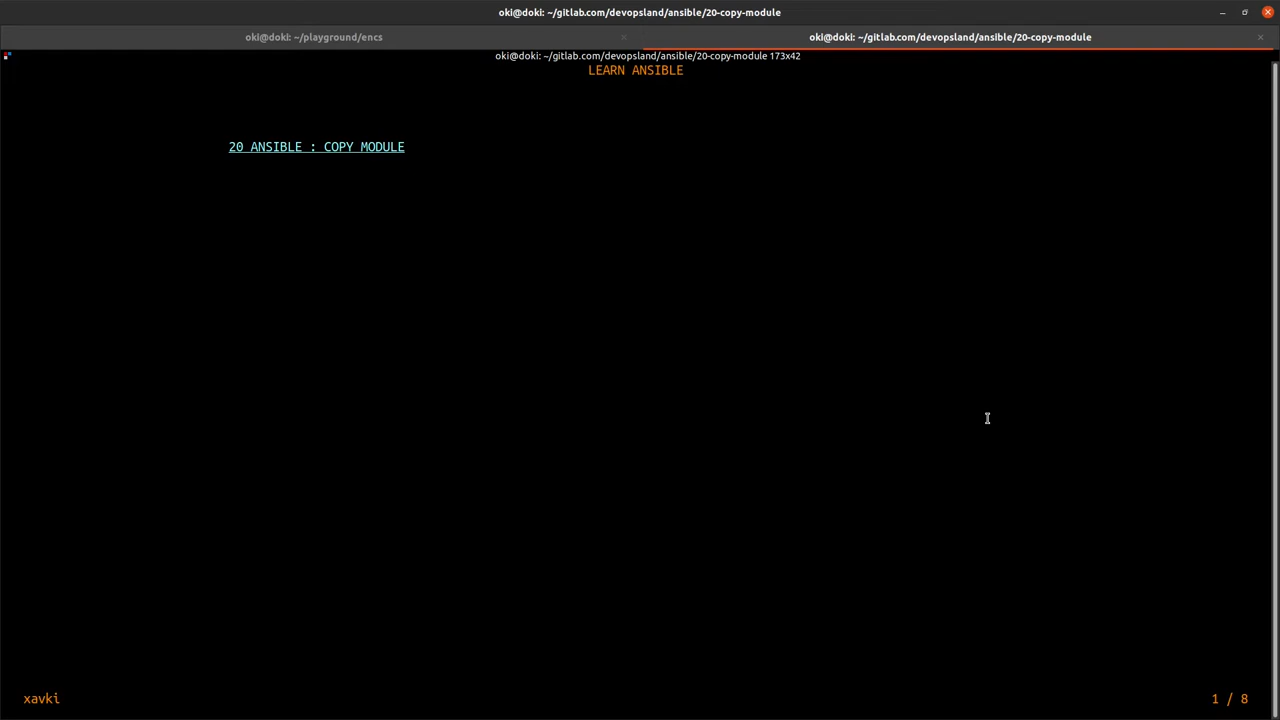 oki@doki: ~/gitlab.com/devopsland/ansible/20-copy-module
oki@doki: ~/playground/encs
oki@doki: ~/gitlab.com/devopsland/ansible/20-copy-module
oki@doki: ~/gitlab.com/devopsland/ansible/20-copy-module 173x42
LEARN ANSIBLE
20 ANSIBLE : COPY MODULE
xavki
1 / 8